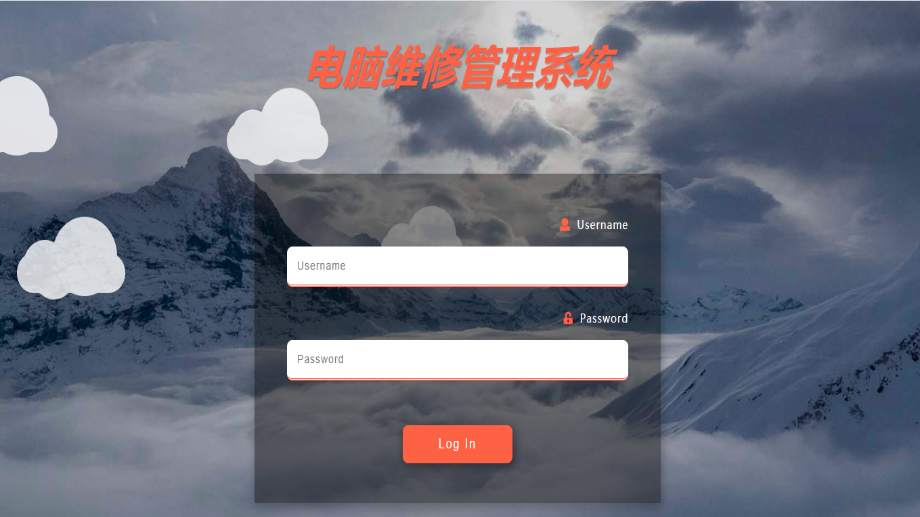 电脑维修管理系统
Username
Username
Password
Password
Log In